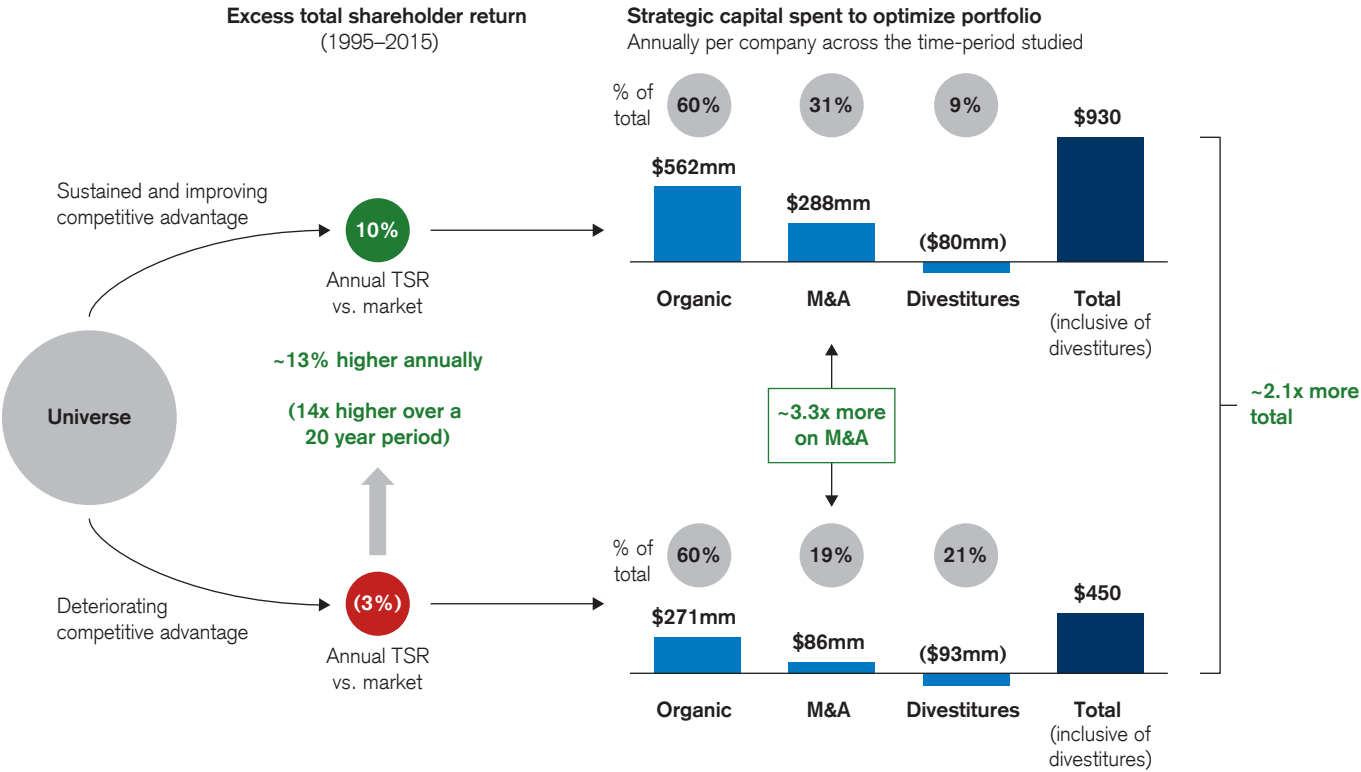 Excess total shareholder return
(1995–2015)
Strategic capital spent to optimize portfolio
Annually per company across the time-period studied
% of
total
60%
31%
9%
$930
$562mm
$288mm
($80mm)
Sustained and improving
competitive advantage
10%
Annual TSR
vs. market
Organic
M&A
Divestitures
Total
(inclusive of
divestitures)
~13% higher annually
(14x higher over a
20 year period)
Universe
~3.3x more
on M&A
~2.1x more
total
% of
total
60%
19%
21%
$450
$271mm
$86mm
($93mm)
Deteriorating
competitive advantage
(3%)
Annual TSR
vs. market
Organic
M&A
Divestitures
Total
(inclusive of
divestitures)